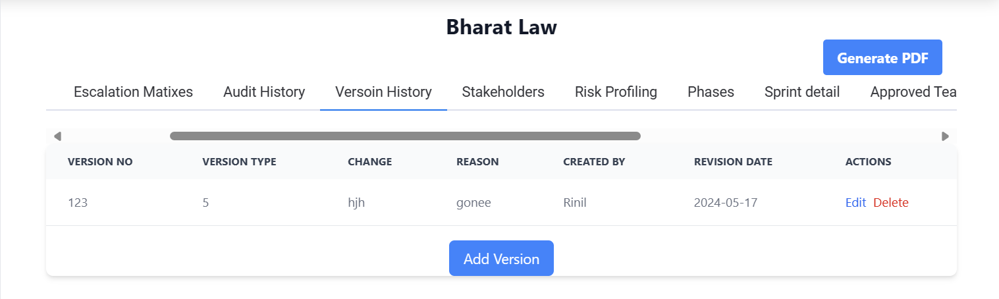 Bharat Law
Generate PDF
Escalation Matixes Audit History Versoin History Stakeholders Risk Profiling Phases Sprint detail Approved Tea
VERSION NO VERSION TYPE CHANGE REASON CREATED BY REVISION DATE ACTIONS
123 5 hjh gonee Rinil 2024-05-17 Edit Delete
Add Version